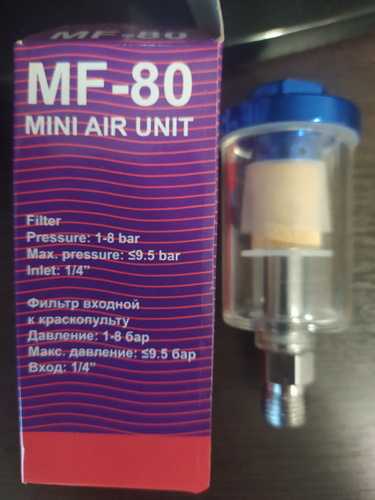 MF-80
MF-80
MINI AIR UNIT
Filter
Pressure: 1-8 bar
Max. pressure: ≤9.5 bar
Inlet: 1/4"
Фильтр входной
к краскопульту
Давление: 1-8 бар
Макс. давление: ≤9.5 бар
Вход: 1/4"